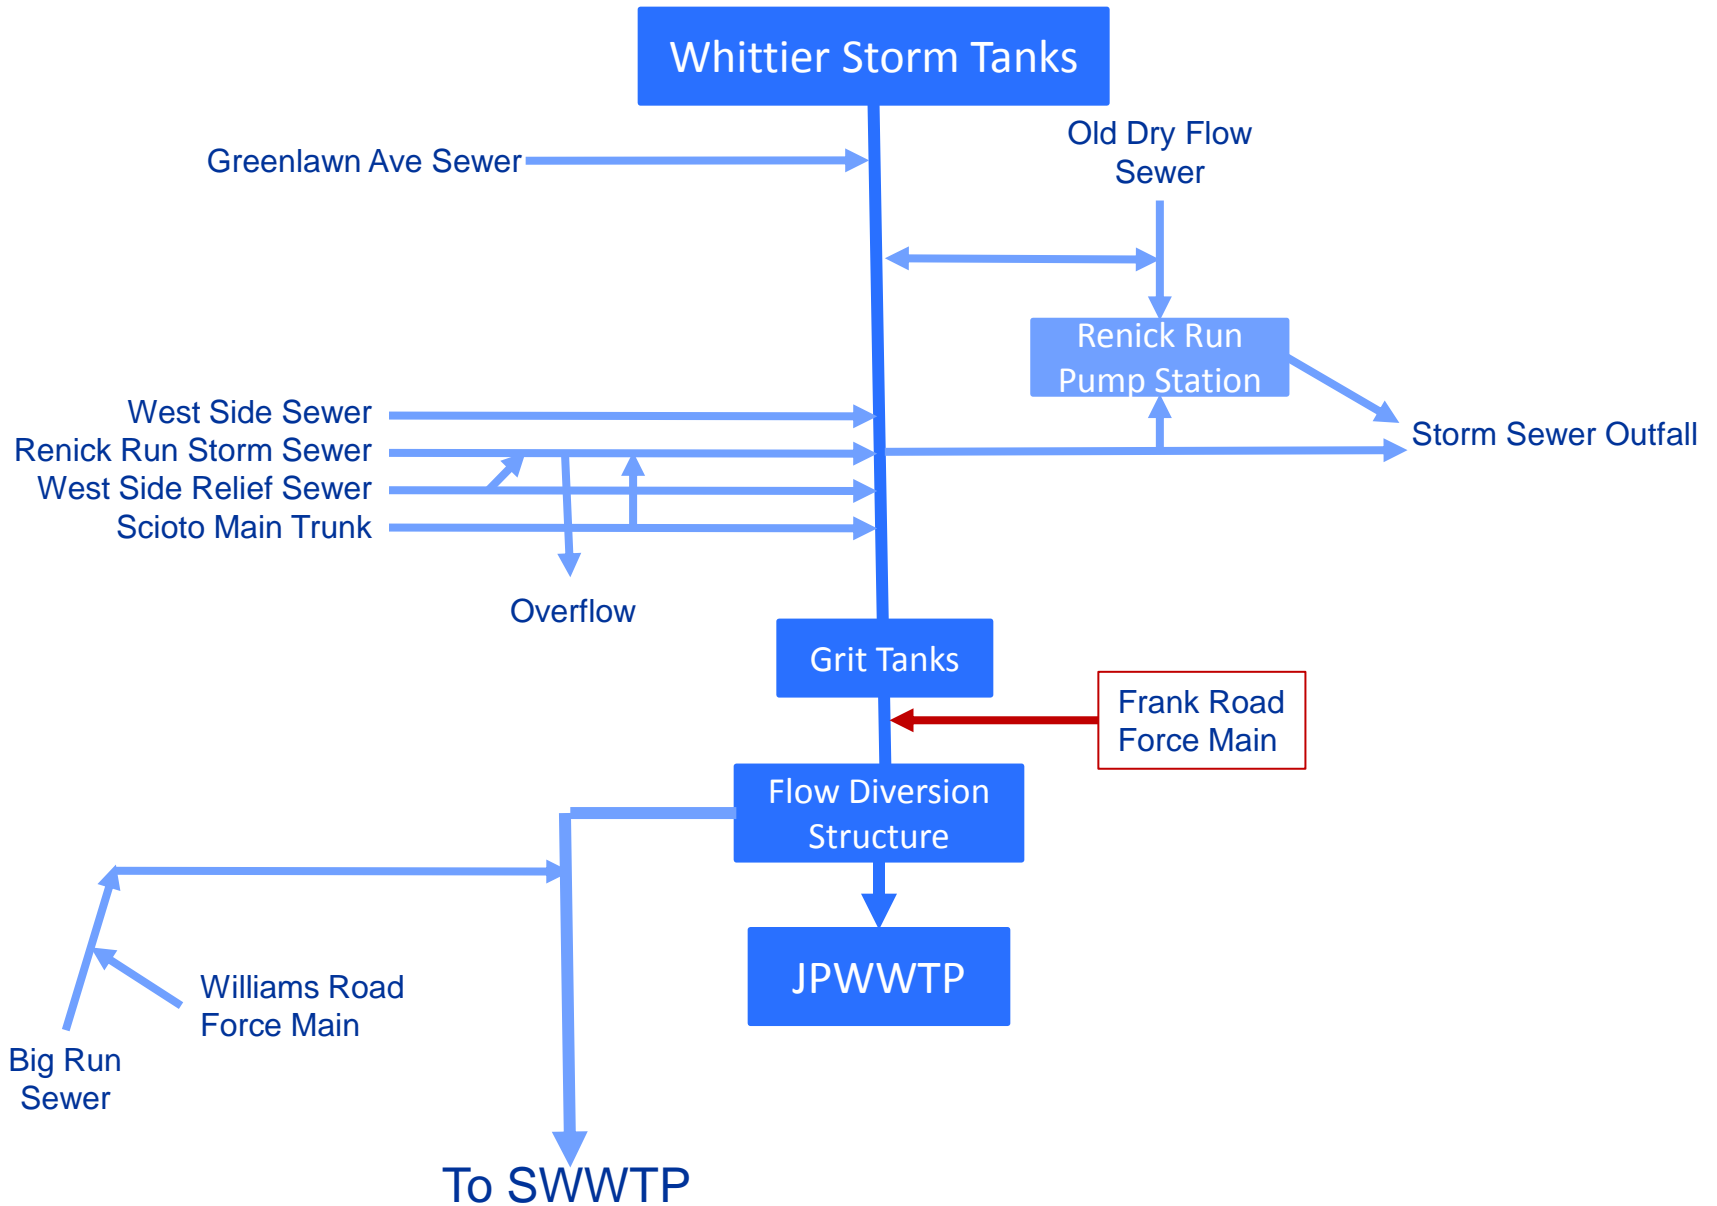 Whittier Storm Tanks
Old Dry Flow
Sewer
Greenlawn Ave Sewer
Renick Run
Pump Station
West Side Sewer
Renick Run Storm Sewer
West Side Relief Sewer
Scioto Main Trunk
Storm Sewer Outfall
Overflow
Grit Tanks
Frank Road
Force Main
Flow Diversion
Structure
JPWWTP
Williams Road
Force Main
Big Run
Sewer
To SWWTP